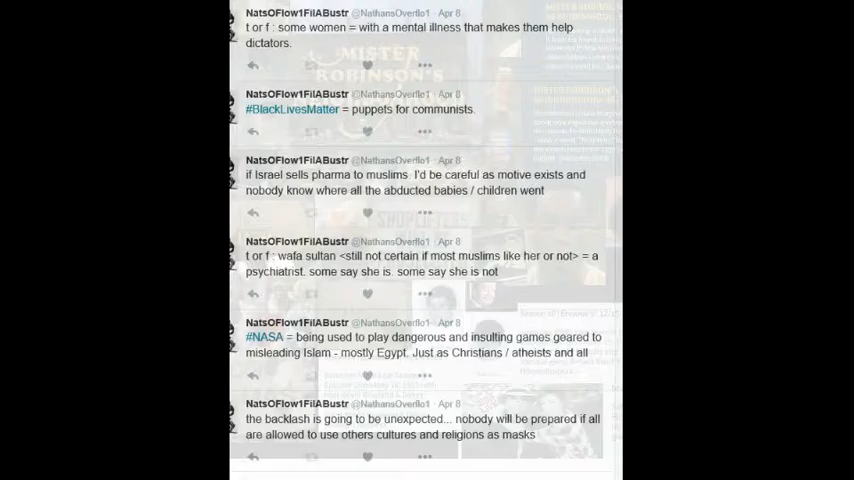 NatsOFlow1FilABustr @NathansOverflo1 · Apr 8
t or f : some women = with a mental illness that makes them help
dictators.
MISTER
ROBINSON'S
NatsOFlow1FilABustr @NathansOverflo1 · Apr 8
#BlackLivesMatter = puppets for communists.
NatsOFlow1FilABustr @NathansOverflo1 · Apr 8
if Israel sells pharma to muslims. I'd be careful as motive exists and
nobody know where all the abducted babies / children went
SHOPLIFTERS
NatsOFlow1FilABustr @NathansOverflo1 · Apr 8
t or f : wafa sultan <still not certain if most muslims like her or not> = a
psychiatrist. some say she is. some say she is not
NatsOFlow1FilABustr @NathansOverflo1 · Apr 8
#NASA = being used to play dangerous and insulting games geared to
misleading Islam - mostly Egypt. Just as Christians / atheists and all
NatsOFlow1FilABustr @NathansOverflo1 · Apr 8
the backlash is going to be unexpected... nobody will be prepared if all
are allowed to use others cultures and religions as masks